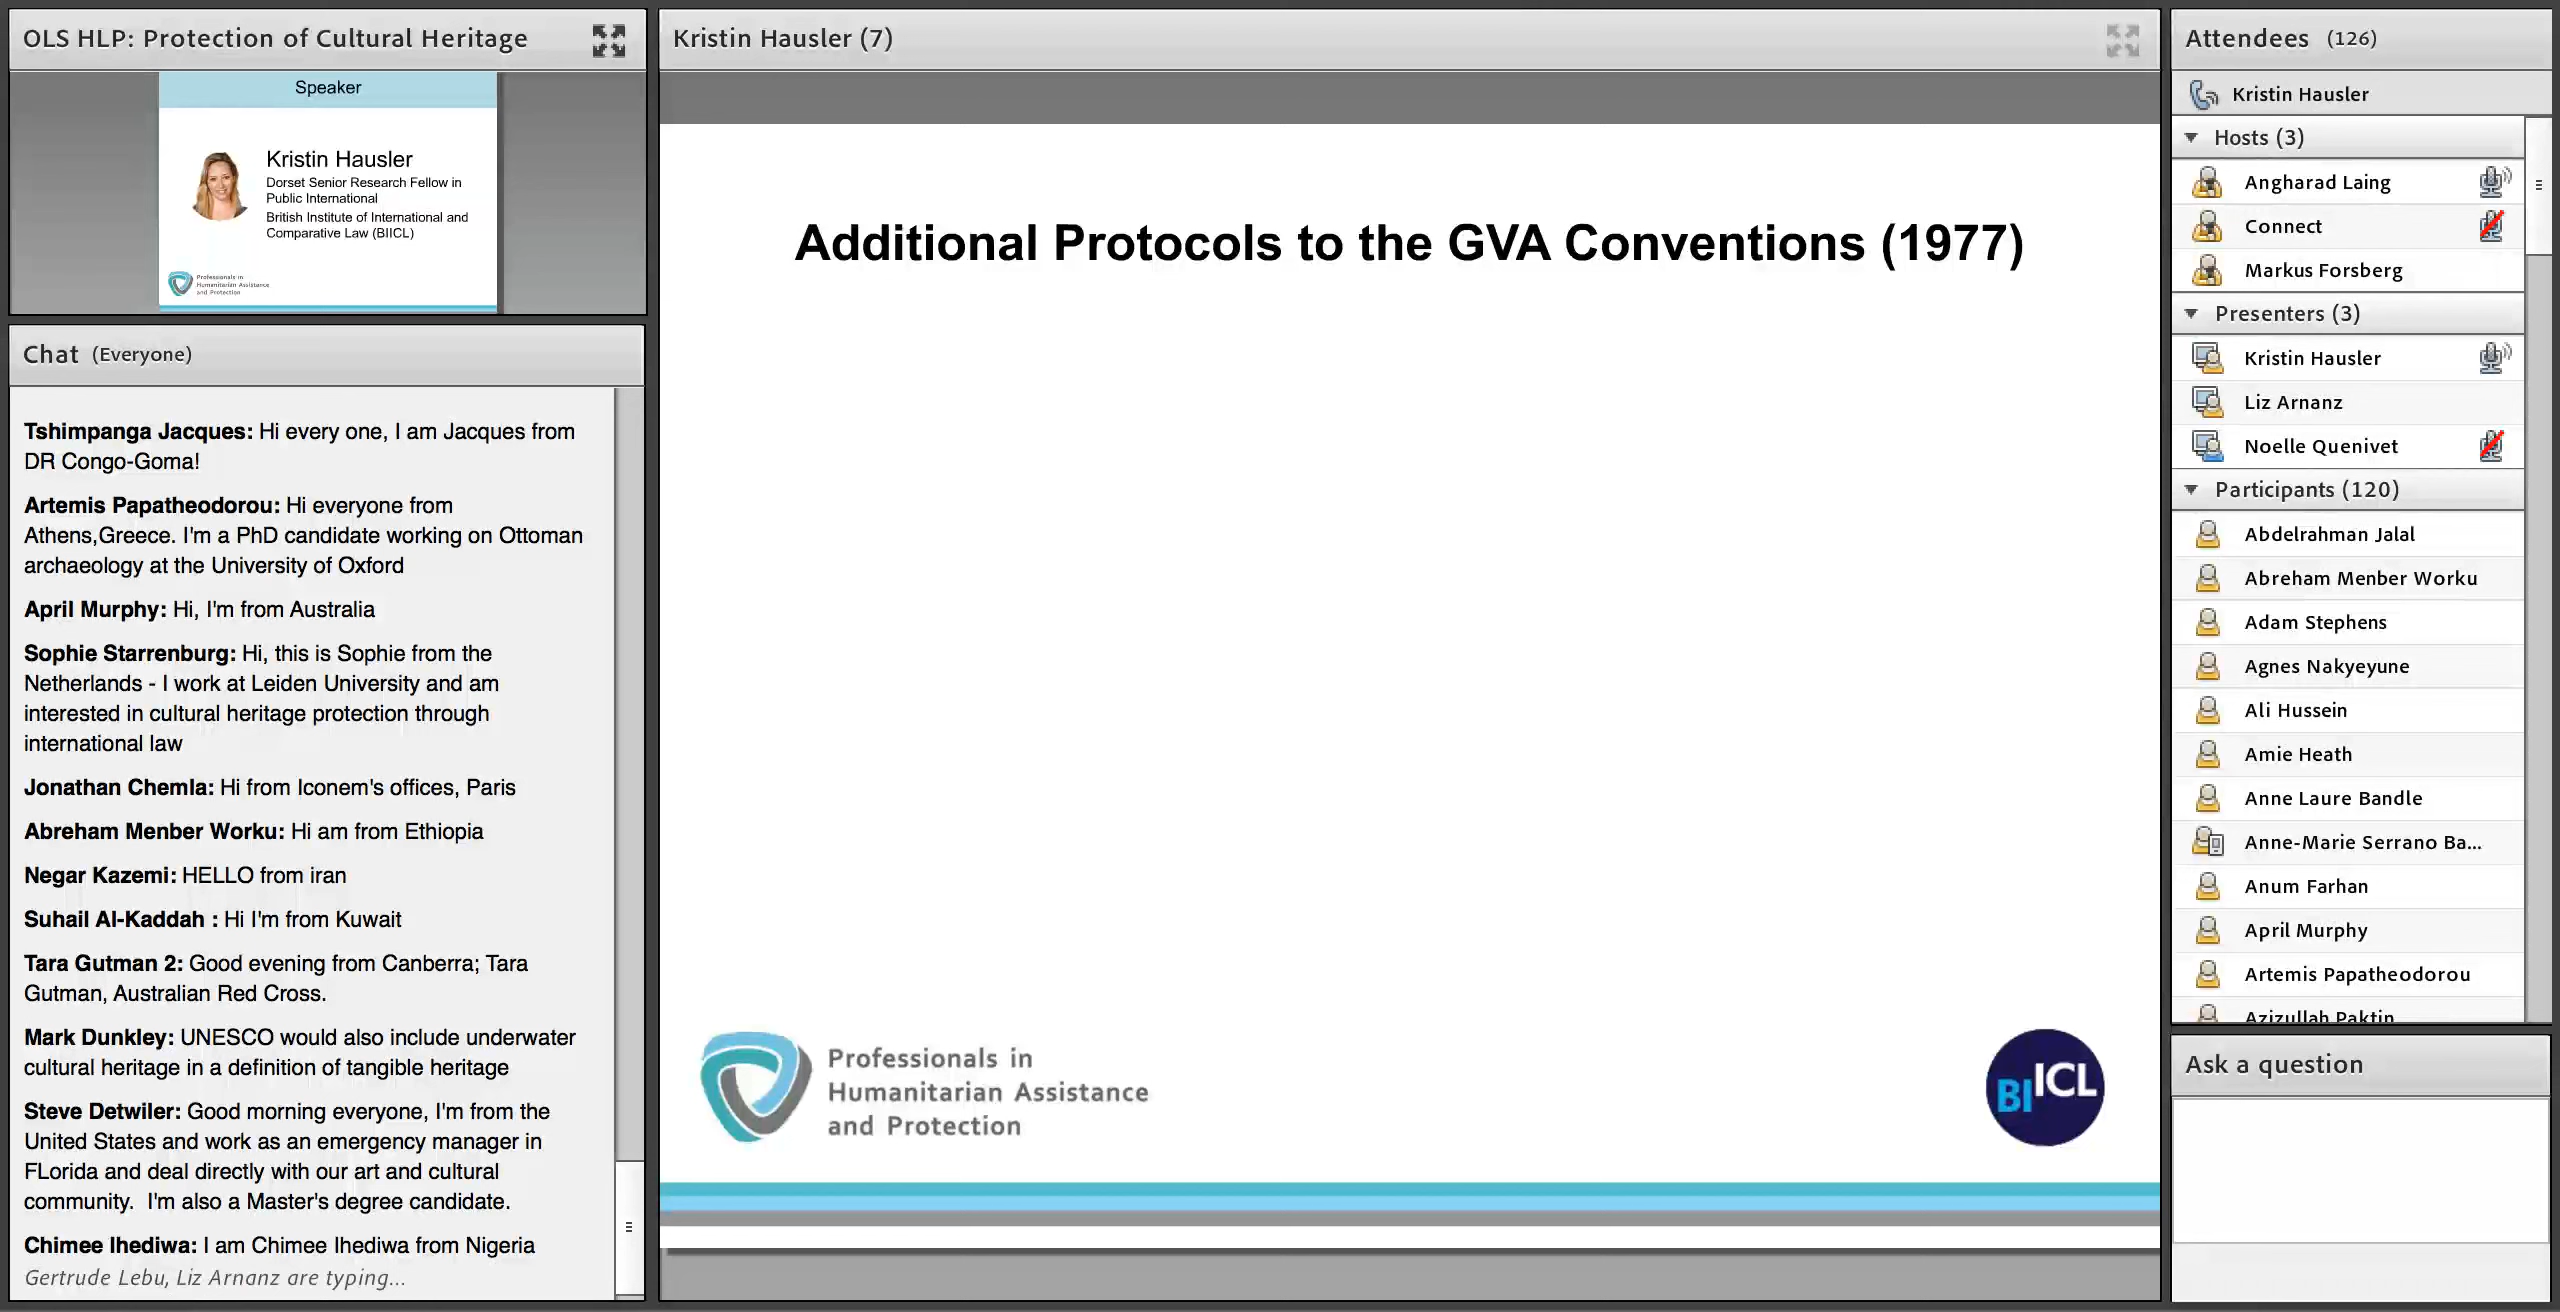 OLS HLP: Protection of Cultural Heritage
Speaker
Kristin Hausler
Dorset Senior Research Fellow in
Public International
British Institute of International and
Comparative Law (BIICL)
Professionals in
Humanitarian Assistance
and Protection
Chat (Everyone)
Tshimpanga Jacques: Hi every one, I am Jacques from
DR Congo-Goma!
Artemis Papatheodorou: Hi everyone from
Athens,Greece. I'm a PhD candidate working on Ottoman
archaeology at the University of Oxford
April Murphy: Hi, I'm from Australia
Sophie Starrenburg: Hi, this is Sophie from the
Netherlands - I work at Leiden University and am
interested in cultural heritage protection through
international law
Jonathan Chemla: Hi from Iconem's offices, Paris
Abreham Menber Worku: Hi am from Ethiopia
Negar Kazemi: HELLO from iran
Suhail Al-Kaddah : Hi I'm from Kuwait
Tara Gutman 2: Good evening from Canberra; Tara
Gutman, Australian Red Cross.
Mark Dunkley: UNESCO would also include underwater
cultural heritage in a definition of tangible heritage
Steve Detwiler: Good morning everyone, I'm from the
United States and work as an emergency manager in
FLorida and deal directly with our art and cultural
community.  I'm also a Master's degree candidate.
Chimee Ihediwa: I am Chimee Ihediwa from Nigeria
Gertrude Lebu, Liz Arnanz are typing...
Kristin Hausler (7)
Additional Protocols to the GVA Conventions (1977)
Professionals in
Humanitarian Assistance
and Protection
BIICL
Attendees (126)
Kristin Hausler
Hosts (3)
Angharad Laing
Connect
Markus Forsberg
Presenters (3)
Kristin Hausler
Liz Arnanz
Noelle Quenivet
Participants (120)
Abdelrahman Jalal
Abreham Menber Worku
Adam Stephens
Agnes Nakyeyune
Ali Hussein
Amie Heath
Anne Laure Bandle
Anne-Marie Serrano Ba...
Anum Farhan
April Murphy
Artemis Papatheodorou
Azizullah Paktin
Ask a question